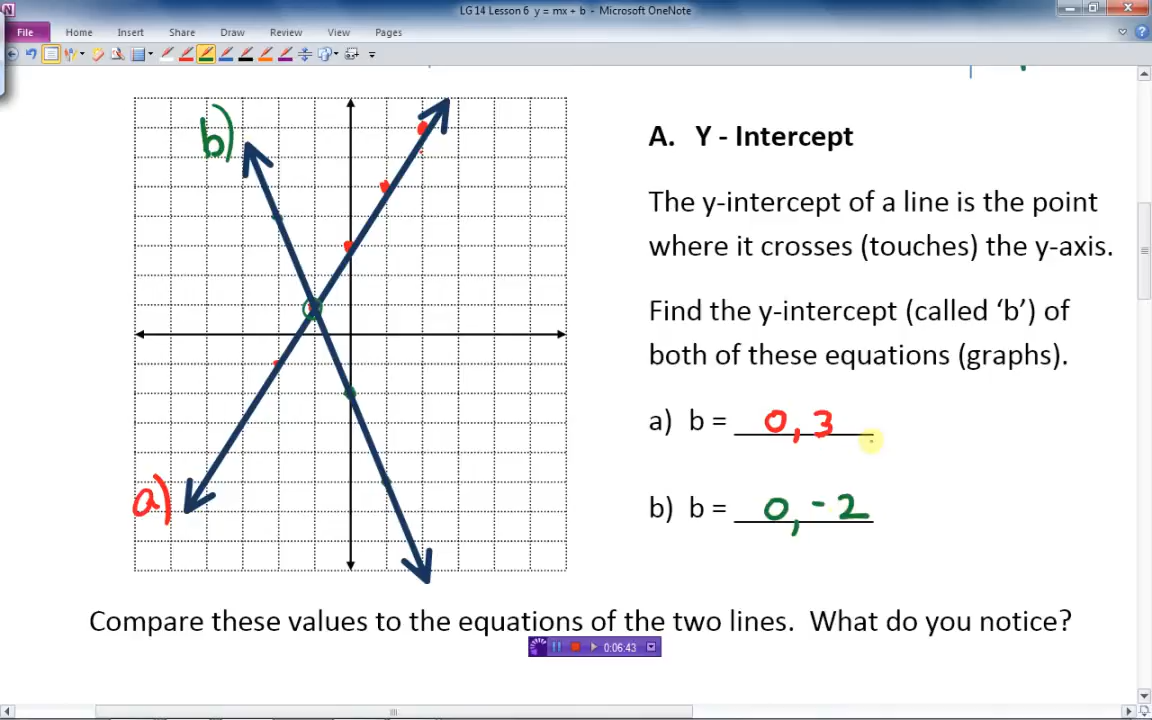 LG 14 Lesson 6 y = mx + b - Microsoft OneNote
File Home Insert Share Draw Review View Pages
b)
a)
A. Y - Intercept
The y-intercept of a line is the point
where it crosses (touches) the y-axis.
Find the y-intercept (called ‘b’) of
both of these equations (graphs).
a) b = 0, 3
b) b = 0, -2
Compare these values to the equations of the two lines. What do you notice?
0:06:43